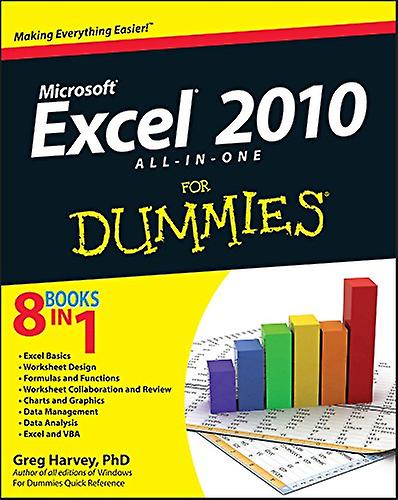 Making Everything Easier!™
Microsoft®
Excel® 2010
ALL-IN-ONE
FOR
DUMMIES®
8 BOOKS
IN 1
• Excel Basics
• Worksheet Design
• Formulas and Functions
• Worksheet Collaboration and Review
• Charts and Graphics
• Data Management
• Data Analysis
• Excel and VBA
Greg Harvey, PhD
Author of all editions of Windows
For Dummies Quick Reference